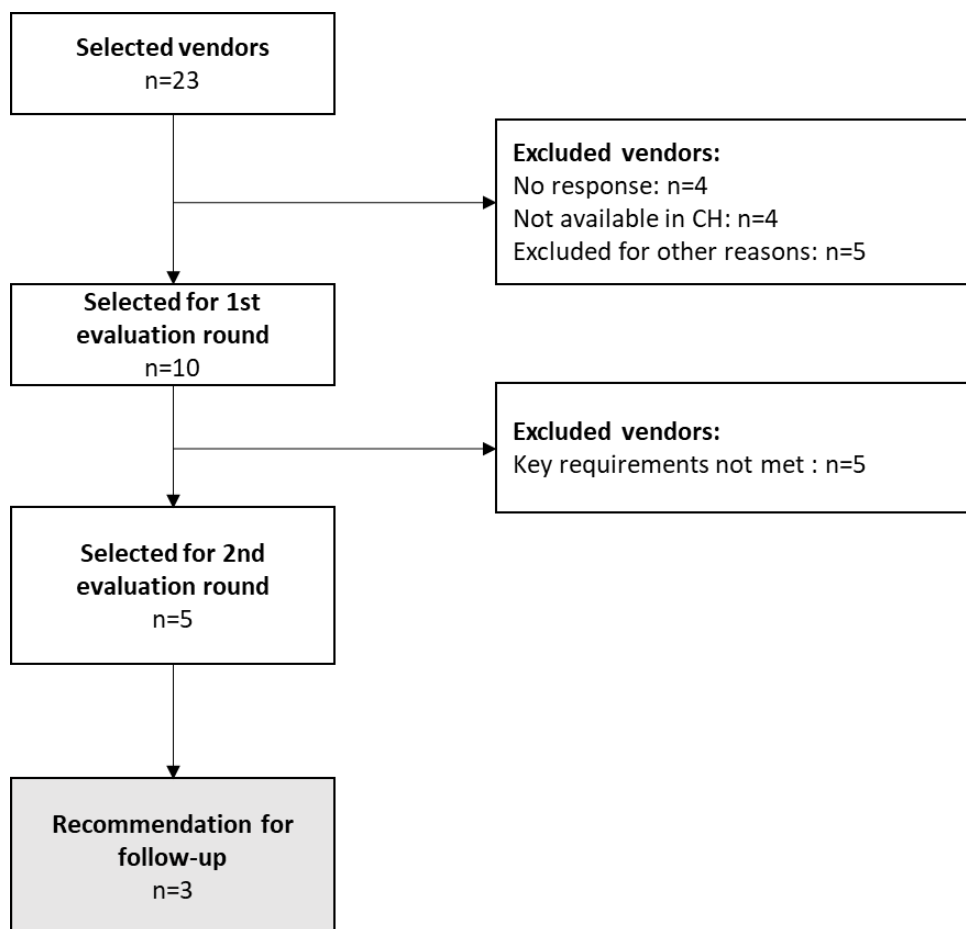 Selected vendors
n=23
Excluded vendors:
No response: n=4
Not available in CH: n=4
Excluded for other reasons: n=5
Selected for 1st
evaluation round
n=10
Excluded vendors:
Key requirements not met : n=5
Selected for 2nd
evaluation round
n=5
Recommendation for
follow-up
n=3